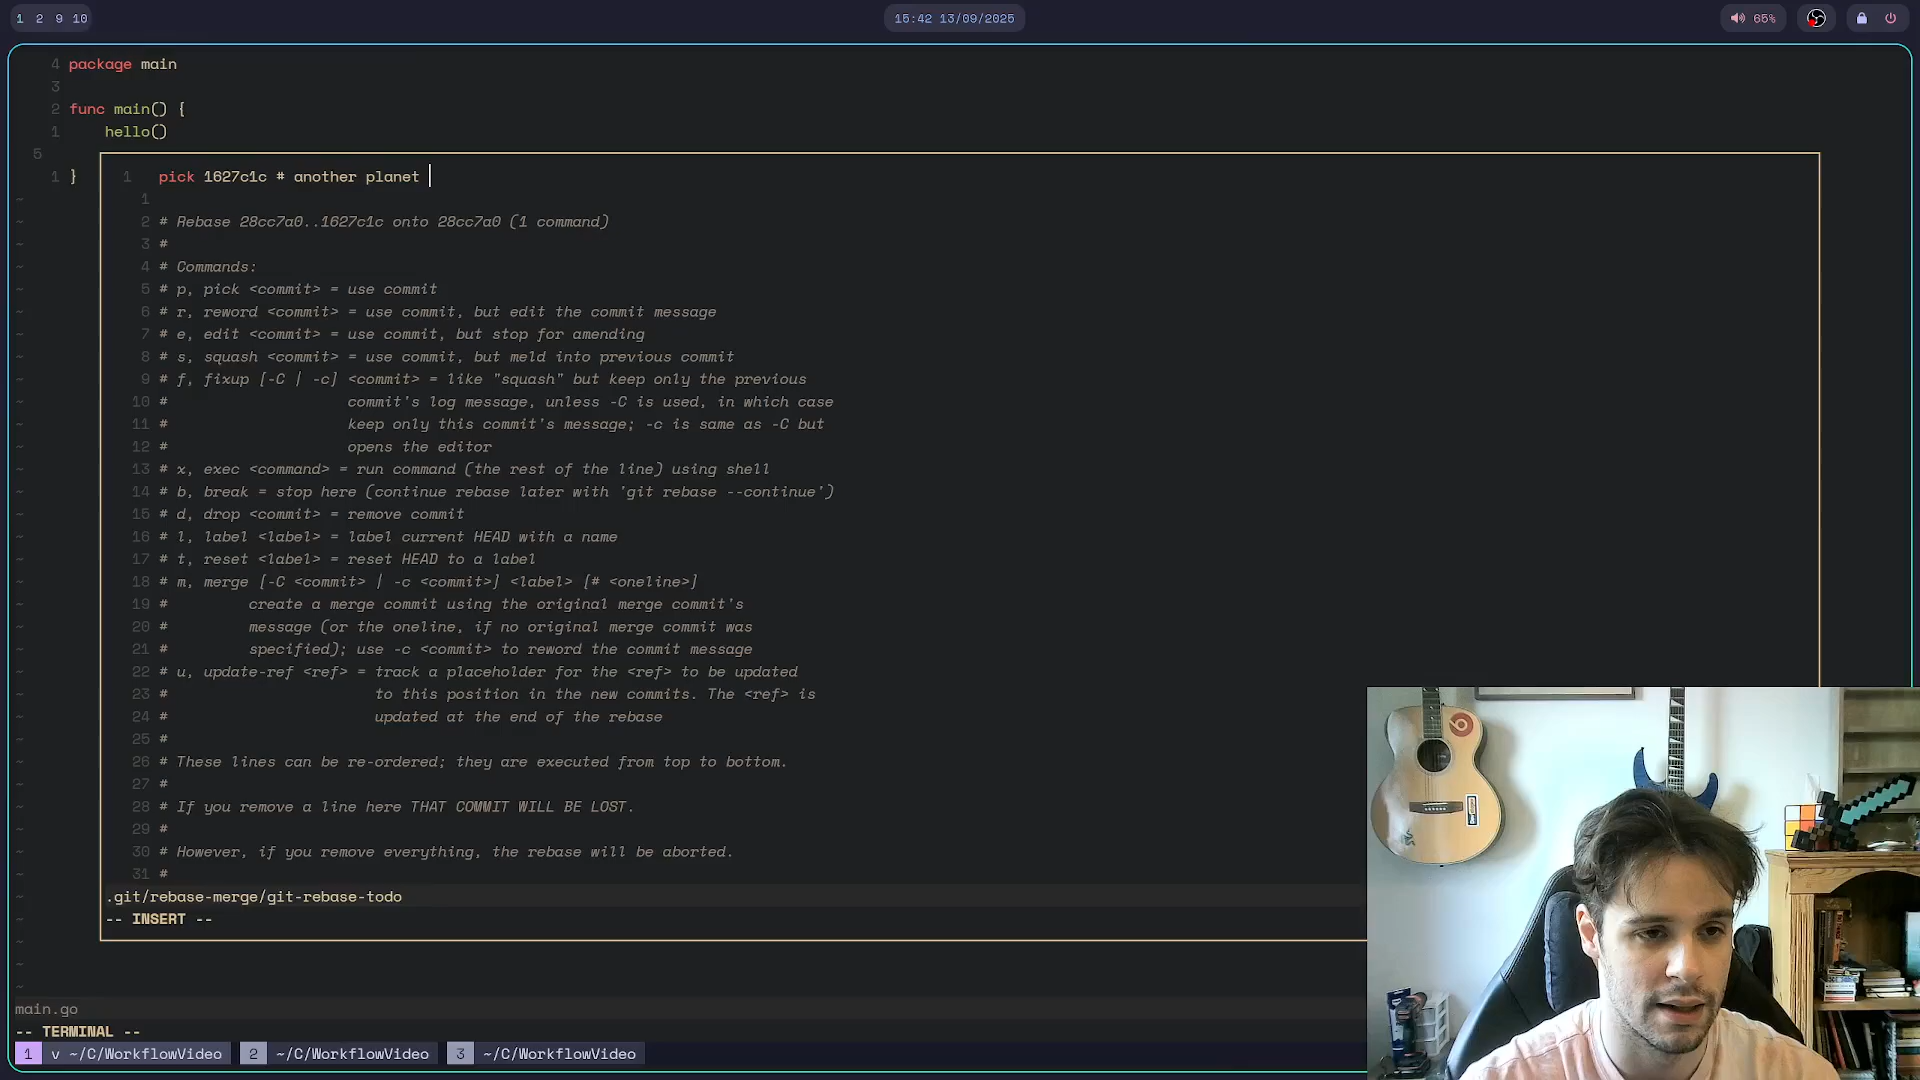 1 2 9 10
15:42 13/09/2025
65%
4 package main
3
2 func main() {
1 hello()
5
1 }
1 pick 1627c1c # another planet
1
2 # Rebase 28cc7a0..1627c1c onto 28cc7a0 (1 command)
3 #
4 # Commands:
5 # p, pick <commit> = use commit
6 # r, reword <commit> = use commit, but edit the commit message
7 # e, edit <commit> = use commit, but stop for amending
8 # s, squash <commit> = use commit, but meld into previous commit
9 # f, fixup [-C | -c] <commit> = like "squash" but keep only the previous
10 # commit's log message, unless -C is used, in which case
11 # keep only this commit's message; -c is same as -C but
12 # opens the editor
13 # x, exec <command> = run command (the rest of the line) using shell
14 # b, break = stop here (continue rebase later with 'git rebase --continue')
15 # d, drop <commit> = remove commit
16 # l, label <label> = label current HEAD with a name
17 # t, reset <label> = reset HEAD to a label
18 # m, merge [-C <commit> | -c <commit>] <label> [# <oneline>]
19 # create a merge commit using the original merge commit's
20 # message (or the oneline, if no original merge commit was
21 # specified); use -c <commit> to reword the commit message
22 # u, update-ref <ref> = track a placeholder for the <ref> to be updated
23 # to this position in the new commits. The <ref> is
24 # updated at the end of the rebase
25 #
26 # These lines can be re-ordered; they are executed from top to bottom.
27 #
28 # If you remove a line here THAT COMMIT WILL BE LOST.
29 #
30 # However, if you remove everything, the rebase will be aborted.
31 #
.git/rebase-merge/git-rebase-todo
-- INSERT --
main.go
-- TERMINAL --
1 v ~/C/WorkflowVideo 2 ~/C/WorkflowVideo 3 ~/C/WorkflowVideo